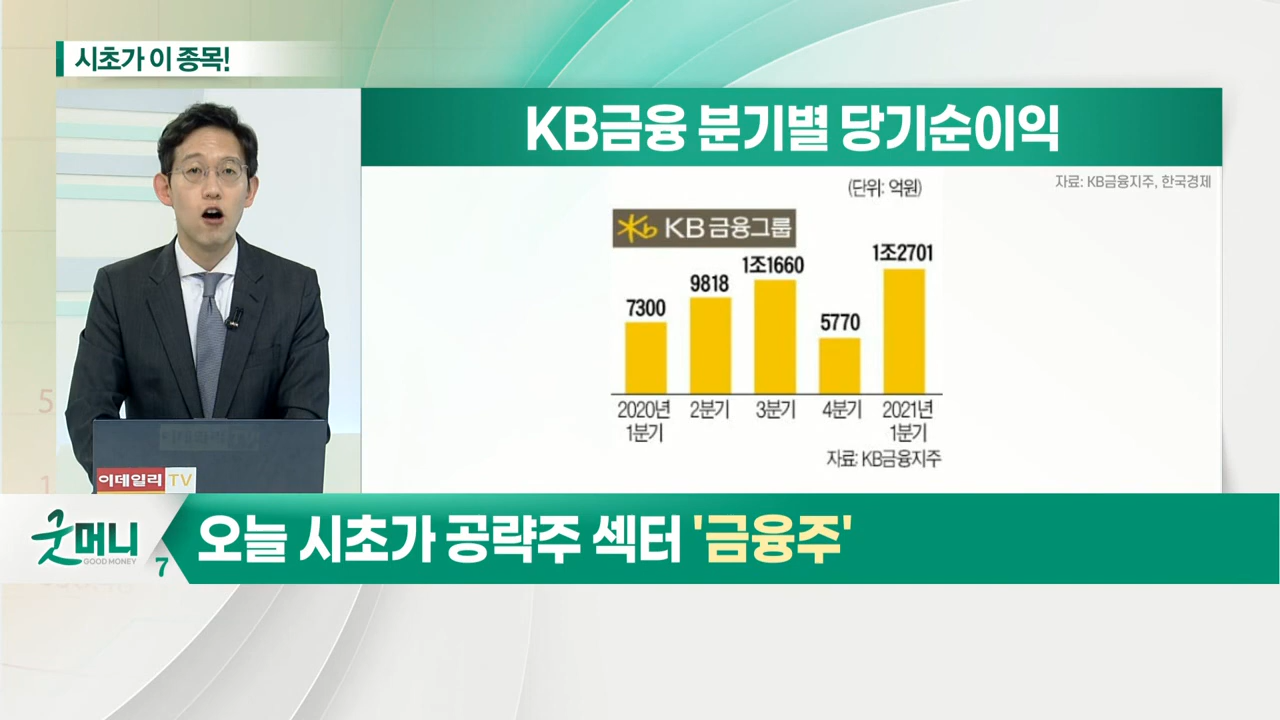 시초가 이 종목!
KB금융 분기별 당기순이익
자료: KB금융지주, 한국경제
(단위: 억원)
KB금융그룹
7300
9818
1조1660
5770
1조2701
2020년 1분기
2분기
3분기
4분기
2021년 1분기
자료: KB금융지주
5
1
이데일리 TV
굿머니
GOOD MONEY
7
오늘 시초가 공략주 섹터 '금융주'